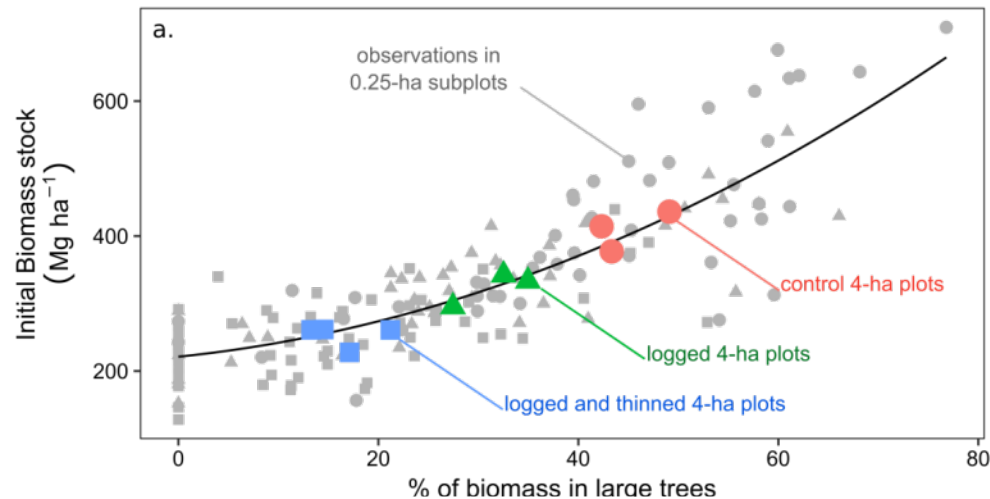 a.
observations in
0.25-ha subplots
Initial Biomass stock
(Mg ha⁻¹)
600
400
200
control 4-ha plots
logged 4-ha plots
logged and thinned 4-ha plots
0 20 40 60 80
% of biomass in large trees